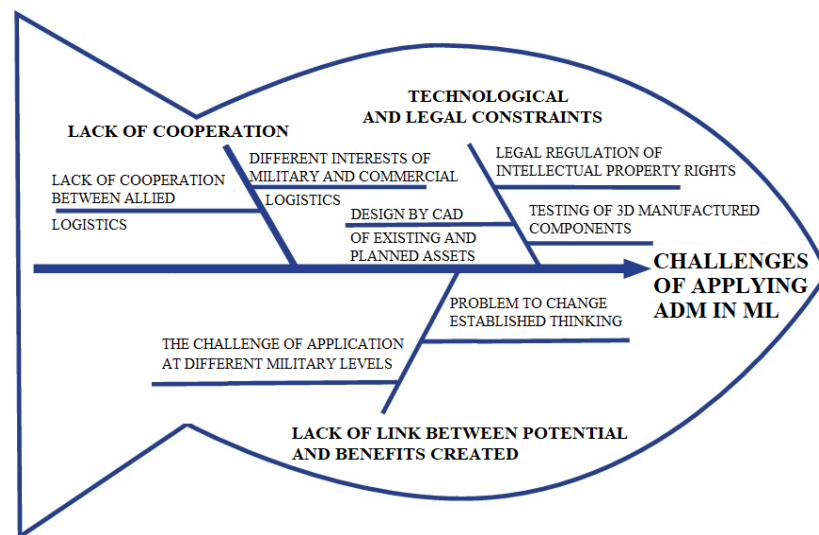 TECHNOLOGICAL
AND LEGAL CONSTRAINTS
LACK OF COOPERATION
DIFFERENT INTERESTS OF
MILITARY AND COMMERCIAL
LOGISTICS
LACK OF COOPERATION
BETWEEN ALLIED
LOGISTICS
LEGAL REGULATION OF
INTELLECTUAL PROPERTY RIGHTS
DESIGN BY CAD
OF EXISTING AND
PLANNED ASSETS
TESTING OF 3D MANUFACTURED
COMPONENTS
CHALLENGES
OF APPLYING
ADM IN ML
PROBLEM TO CHANGE
ESTABLISHED THINKING
THE CHALLENGE OF APPLICATION
AT DIFFERENT MILITARY LEVELS
LACK OF LINK BETWEEN POTENTIAL
AND BENEFITS CREATED